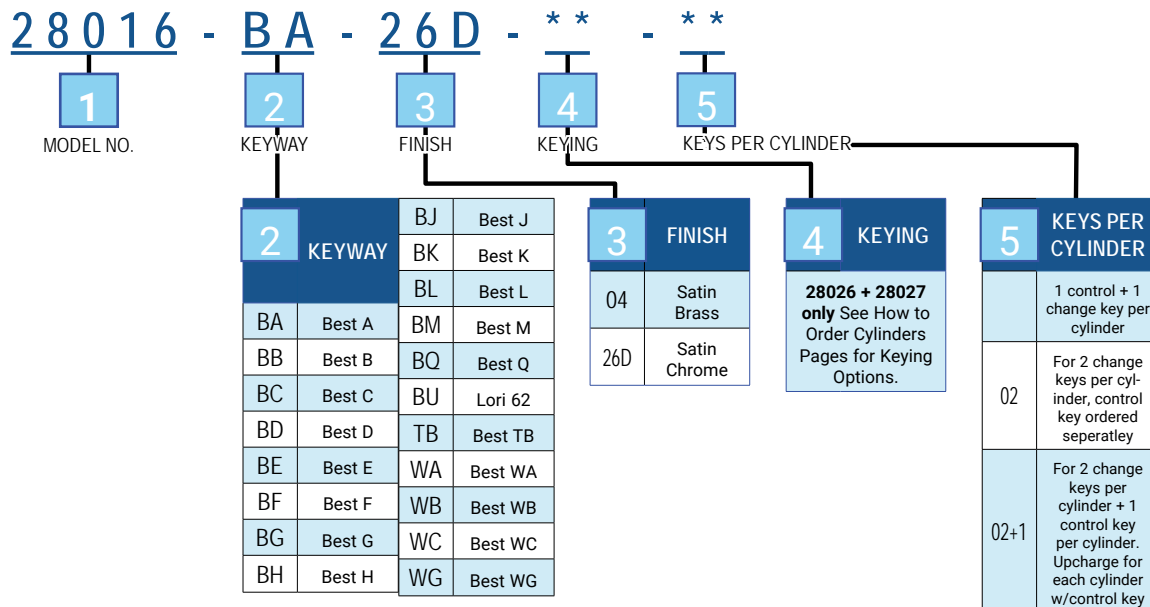 28016 - BA - 26D - ** - **
1 2 3 4 5
MODEL NO. KEYWAY FINISH KEYING KEYS PER CYLINDER
2 KEYWAY
BA Best A
BB Best B
BC Best C
BD Best D
BE Best E
BF Best F
BG Best G
BH Best H
BJ Best J
BK Best K
BL Best L
BM Best M
BQ Best Q
BU Lori 62
TB Best TB
WA Best WA
WB Best WB
WC Best WC
WG Best WG
3 FINISH
04 Satin
Brass
26D Satin
Chrome
4 KEYING
28026 + 28027
only See How to
Order Cylinders
Pages for Keying
Options.
5 KEYS PER
CYLINDER
1 control + 1
change key per
cylinder
02 For 2 change
keys per cyl-
inder, control
key ordered
seperatley
02+1 For 2 change
keys per
cylinder + 1
control key
per cylinder.
Upcharge for
each cylinder
w/control key